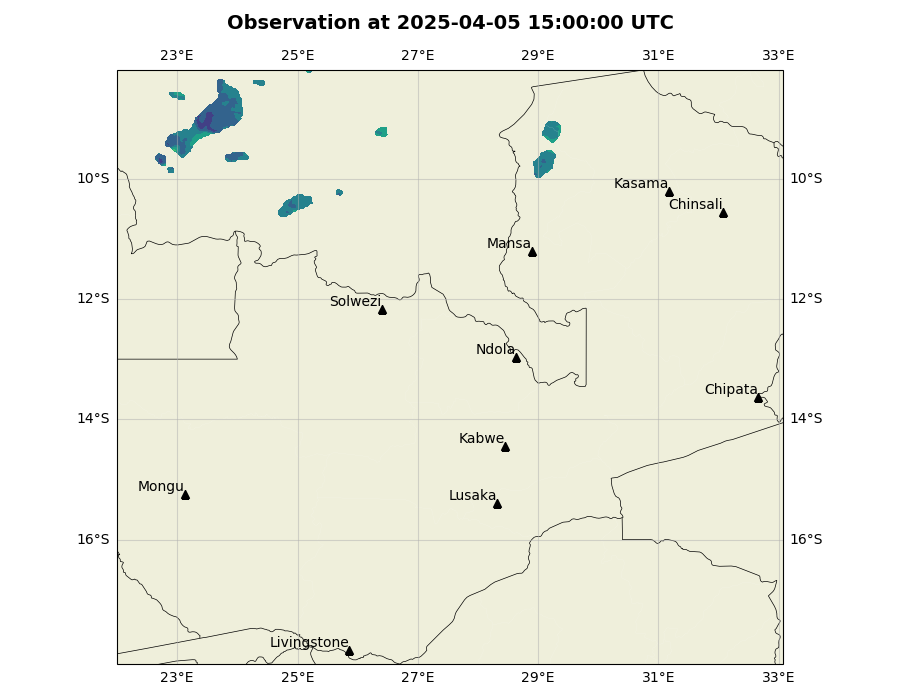 Observation at 2025-04-05 15:00:00 UTC
23°E 25°E 27°E 29°E 31°E 33°E
10°S 10°S
Kasama
Chinsali
Mansa
12°S 12°S
Solwezi
Ndola
Chipata
14°S 14°S
Kabwe
Mongu
Lusaka
16°S 16°S
Livingstone
23°E 25°E 27°E 29°E 31°E 33°E